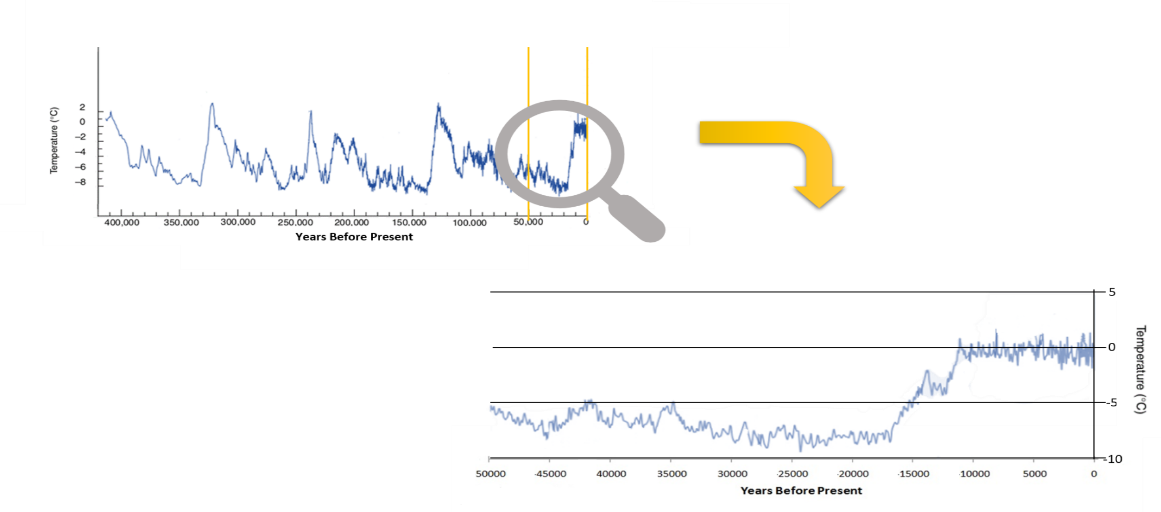 Temperature (°C)
2
0
−2
−4
−6
−8
400,000 350,000 300,000 250,000 200,000 150,000 100,000 50,000 0
Years Before Present
5
0
-5
-10
Temperature (°C)
50000 45000 40000 35000 30000 25000 20000 15000 10000 5000 0
Years Before Present